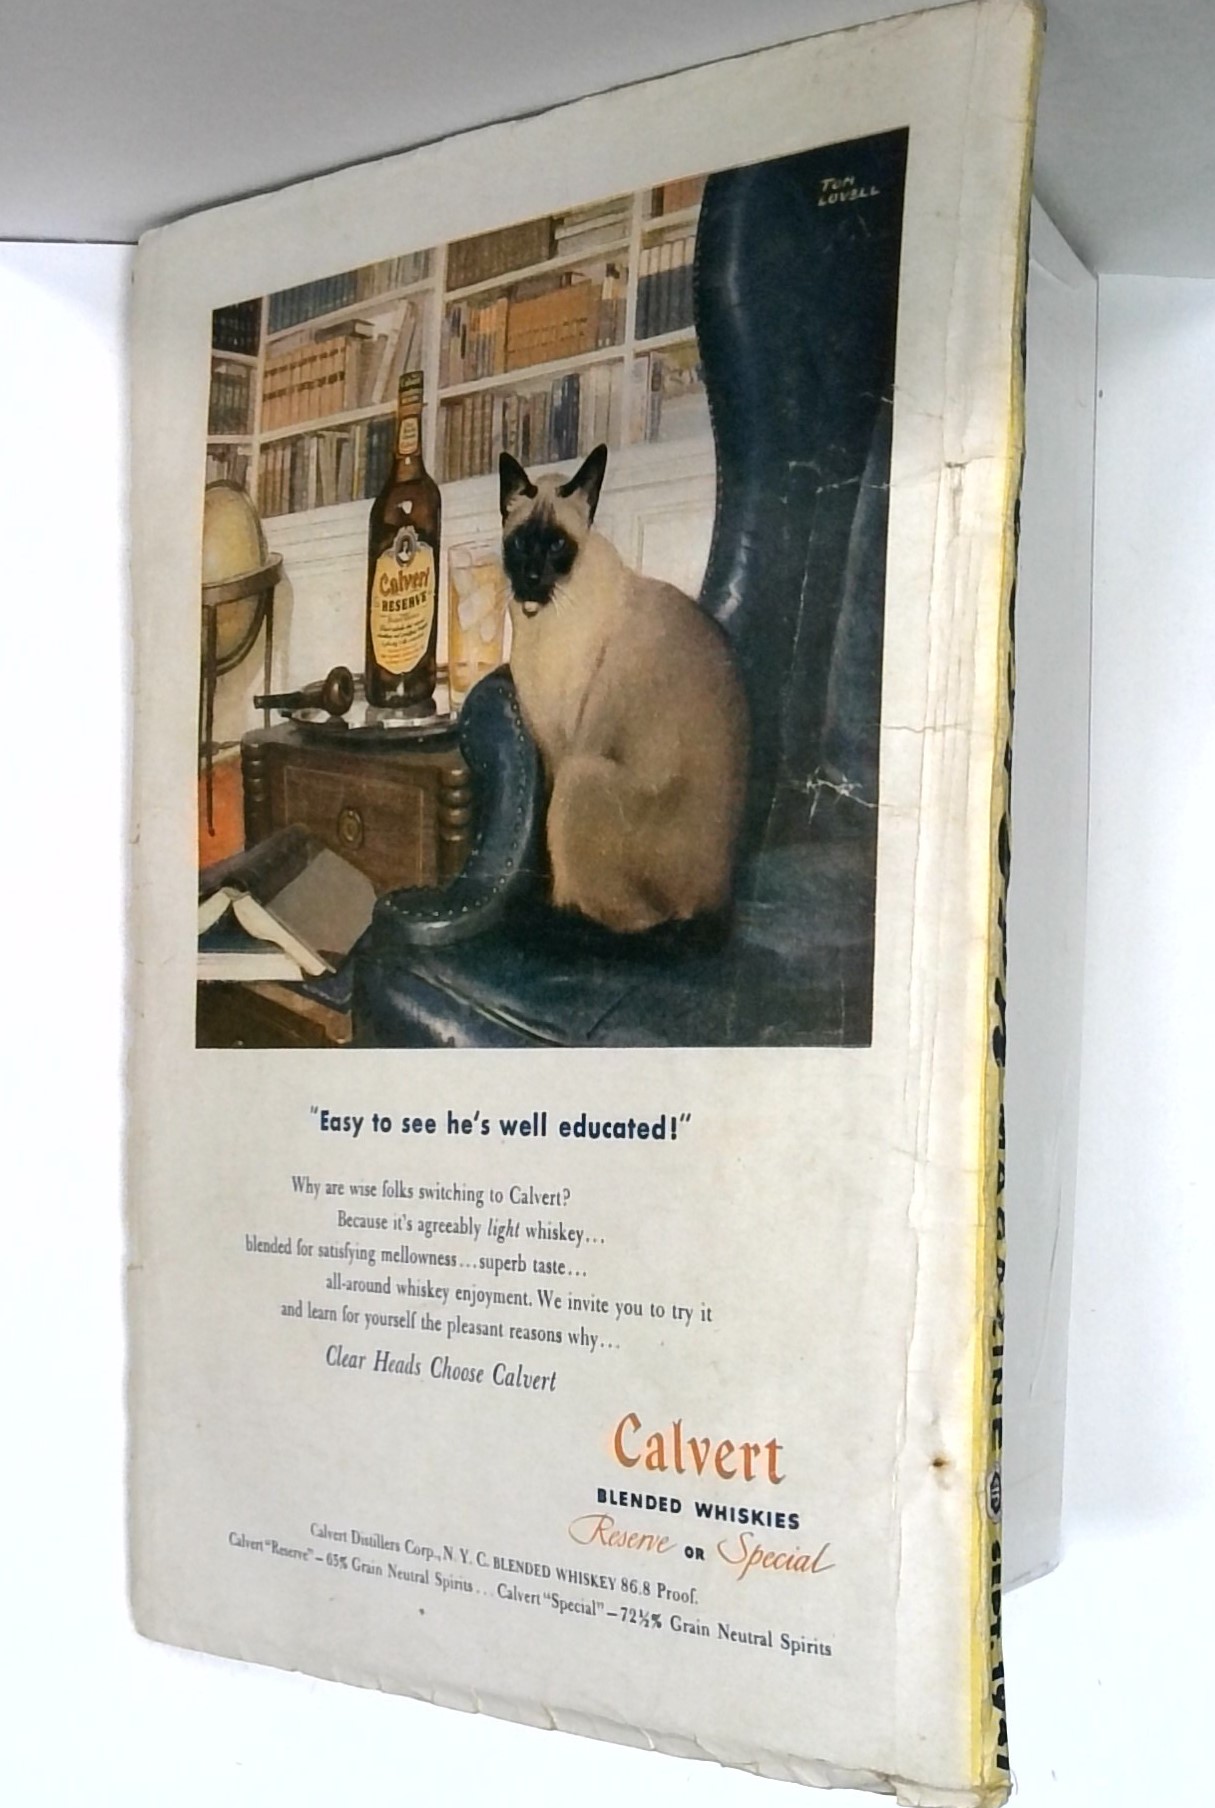 TOM
LOVELL
Calvert
RESERVE
"Easy to see he's well educated!"
Why are wise folks switching to Calvert?
Because it's agreeably light whiskey...
blended for satisfying mellowness...superb taste...
all-around whiskey enjoyment. We invite you to try it
and learn for yourself the pleasant reasons why...
Clear Heads Choose Calvert
Calvert
BLENDED WHISKIES
Reserve OR Special
Calvert Distillers Corp., N. Y. C. BLENDED WHISKEY 86.8 Proof.
Calvert "Reserve"—65% Grain Neutral Spirits... Calvert "Special"—72½% Grain Neutral Spirits
MAGAZINE
SEPT. 1947